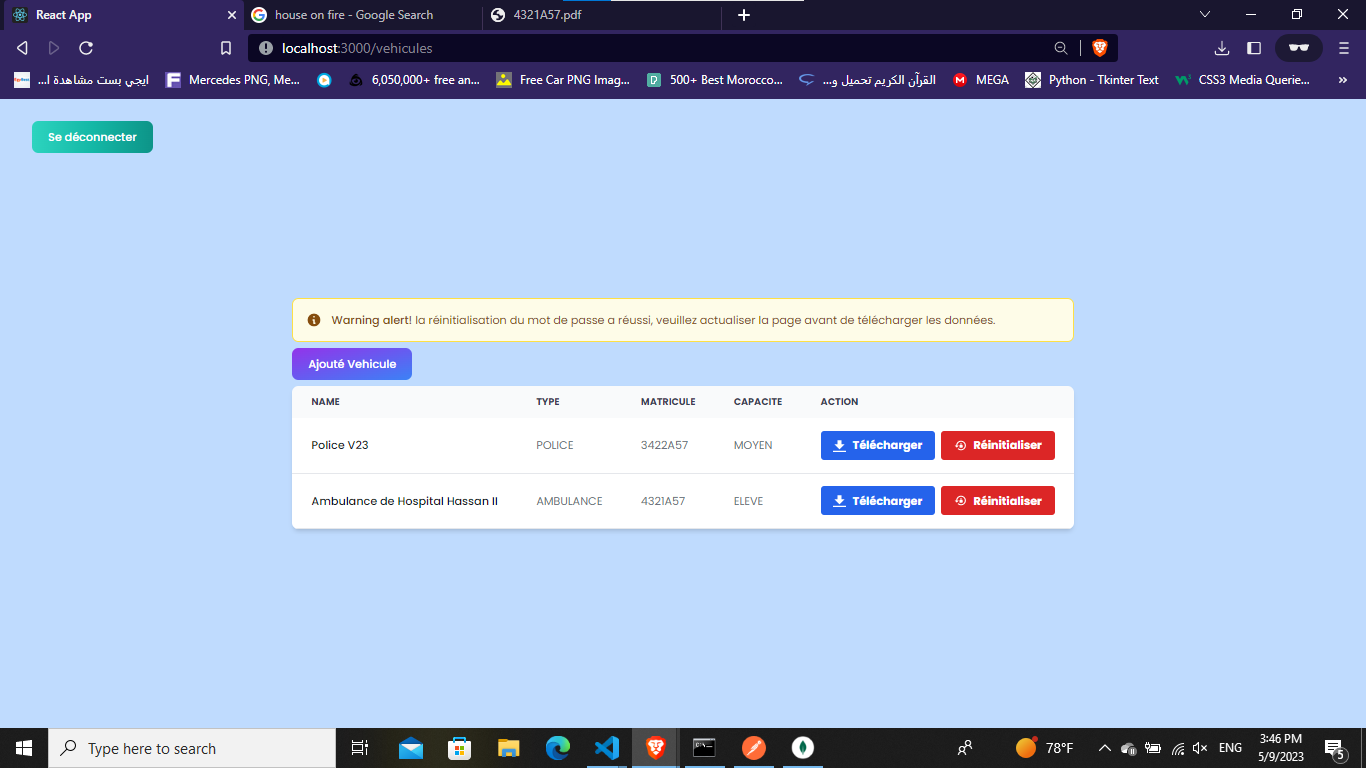 React App
house on fire - Google Search
4321A57.pdf
localhost:3000/vehicules
ايجي بست مشاهدة ا...
Mercedes PNG, Me...
6,050,000+ free an...
Free Car PNG Imag...
500+ Best Morocco...
القرآن الكريم تحميل و...
MEGA
Python - Tkinter Text
CSS3 Media Querie...
»
Se déconnecter
Warning alert! la réinitialisation du mot de passe a réussi, veuillez actualiser la page avant de télécharger les données.
Ajouté Vehicule
NAME TYPE MATRICULE CAPACITE ACTION
Police V23 POLICE 3422A57 MOYEN Télécharger Réinitialiser
Ambulance de Hospital Hassan II AMBULANCE 4321A57 ELEVE Télécharger Réinitialiser
Type here to search
78°F
ENG
3:46 PM
5/9/2023
5